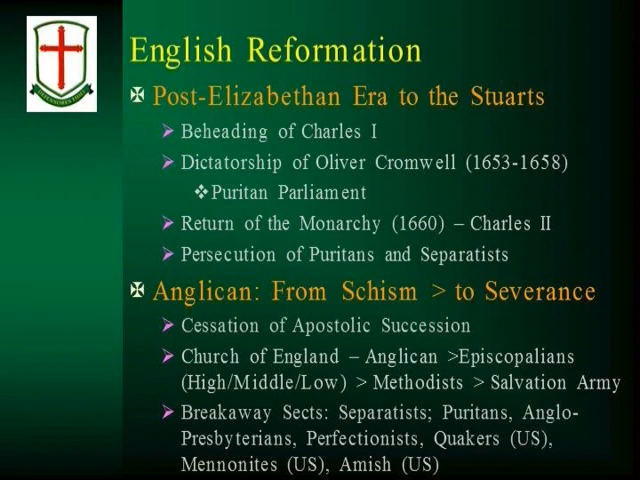 English Reformation
Post-Elizabethan Era to the Stuarts
Beheading of Charles I
Dictatorship of Oliver Cromwell (1653-1658)
Puritan Parliament
Return of the Monarchy (1660) – Charles II
Persecution of Puritans and Separatists
Anglican: From Schism > to Severance
Cessation of Apostolic Succession
Church of England – Anglican >Episcopalians
(High/Middle/Low) > Methodists > Salvation Army
Breakaway Sects: Separatists; Puritans, Anglo-
Presbyterians, Perfectionists, Quakers (US),
Mennonites (US), Amish (US)